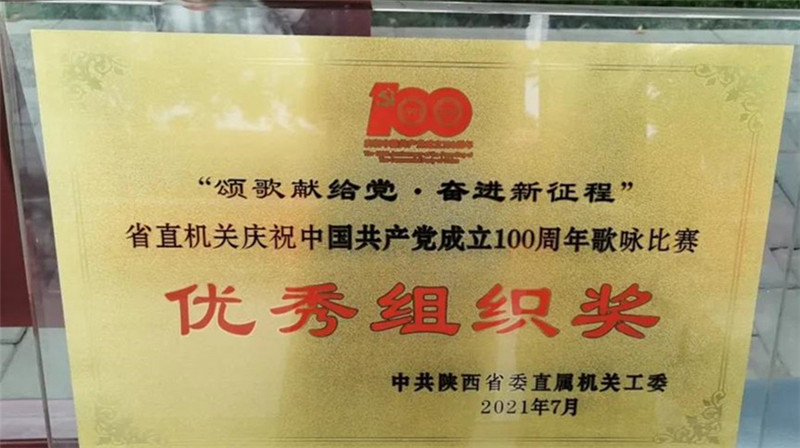 100
“颂歌献给党·奋进新征程”
省直机关庆祝中国共产党成立100周年歌咏比赛
优秀组织奖
中共陕西省委直属机关工委
2021年7月